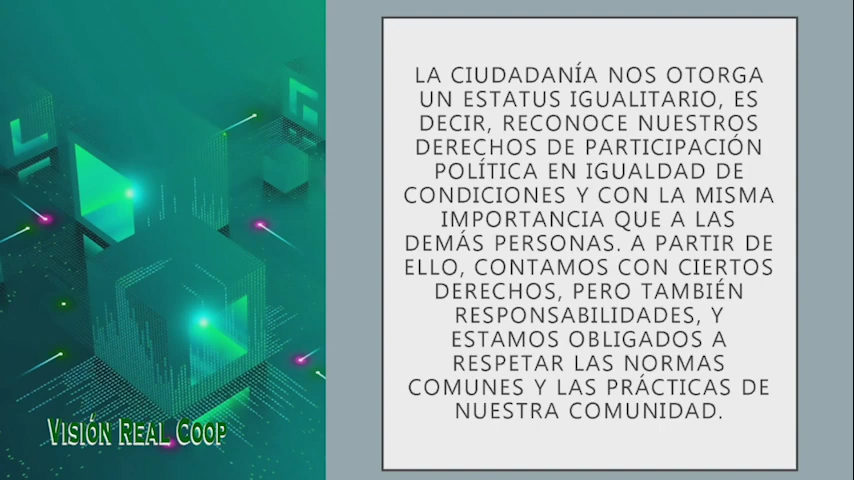 LA CIUDADANÍA NOS OTORGA
UN ESTATUS IGUALITARIO, ES
DECIR, RECONOCE NUESTROS
DERECHOS DE PARTICIPACIÓN
POLÍTICA EN IGUALDAD DE
CONDICIONES Y CON LA MISMA
IMPORTANCIA QUE A LAS
DEMÁS PERSONAS. A PARTIR DE
ELLO, CONTAMOS CON CIERTOS
DERECHOS, PERO TAMBIÉN
RESPONSABILIDADES, Y
ESTAMOS OBLIGADOS A
RESPETAR LAS NORMAS
COMUNES Y LAS PRÁCTICAS DE
NUESTRA COMUNIDAD.
VISIÓN REAL COOP